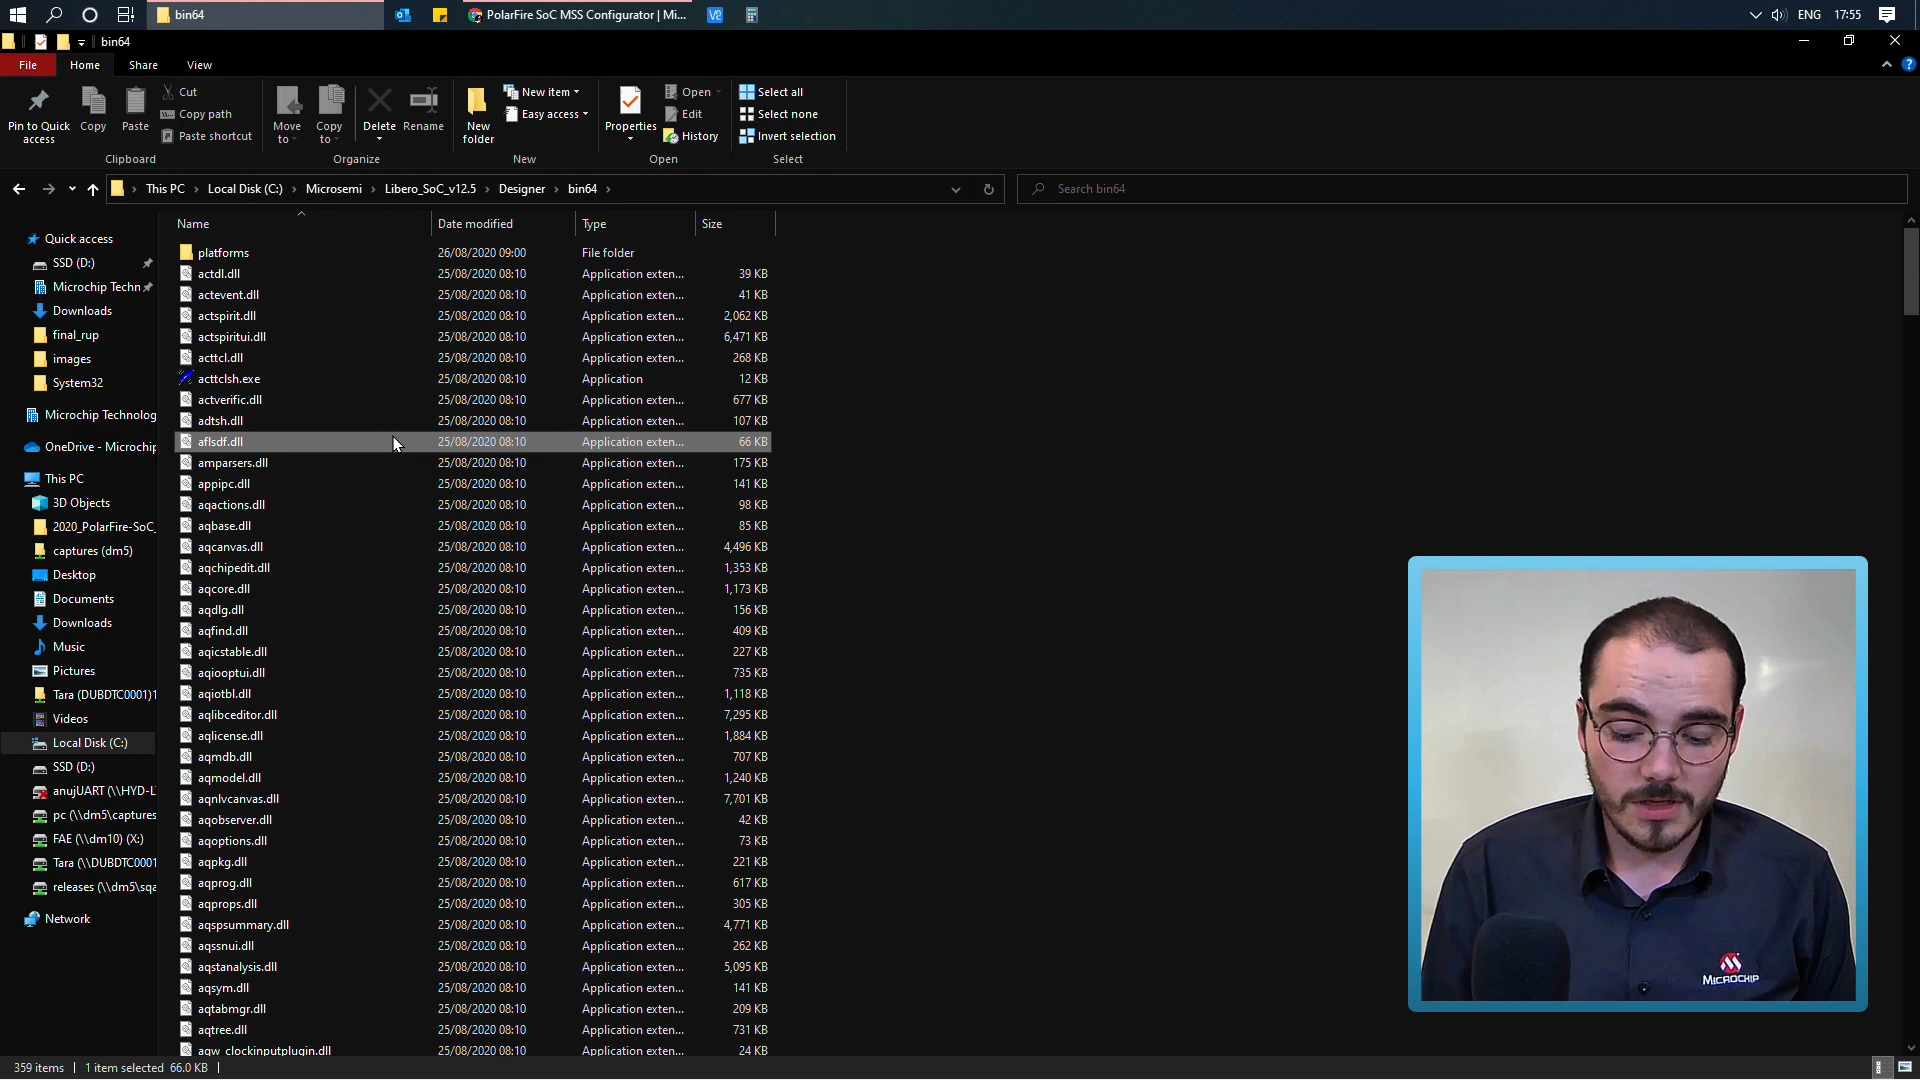 bin64
PolarFire SoC MSS Configurator | Mi...
ENG
17:55
bin64
File
Home
Share
View
Pin to Quick access
Copy
Paste
Cut
Copy path
Paste shortcut
Clipboard
Move to
Copy to
Delete
Rename
Organize
New folder
New item
Easy access
New
Properties
Open
Edit
History
Open
Select all
Select none
Invert selection
Select
This PC > Local Disk (C:) > Microsemi > Libero_SoC_v12.5 > Designer > bin64 >
Search bin64
Name Date modified Type Size
Quick access
SSD (D:)
Microchip Techn
Downloads
final_rup
images
System32
Microchip Technolog
OneDrive - Microchip
This PC
3D Objects
2020_PolarFire-SoC_
captures (dm5)
Desktop
Documents
Downloads
Music
Pictures
Tara (DUBDTC0001)1
Videos
Local Disk (C:)
SSD (D:)
anujUART (\\HYD-L
pc (\\dm5\captures
FAE (\\dm10) (X:)
Tara (\\DUBDTC0001
releases (\\dm5\sqa
Network
platforms 26/08/2020 09:00 File folder
actdl.dll 25/08/2020 08:10 Application exten... 39 KB
actevent.dll 25/08/2020 08:10 Application exten... 41 KB
actspirit.dll 25/08/2020 08:10 Application exten... 2,062 KB
actspiritui.dll 25/08/2020 08:10 Application exten... 6,471 KB
acttcl.dll 25/08/2020 08:10 Application exten... 268 KB
acttclsh.exe 25/08/2020 08:10 Application 12 KB
actverific.dll 25/08/2020 08:10 Application exten... 677 KB
adtsh.dll 25/08/2020 08:10 Application exten... 107 KB
aflsdf.dll 25/08/2020 08:10 Application exten... 66 KB
amparsers.dll 25/08/2020 08:10 Application exten... 175 KB
appipc.dll 25/08/2020 08:10 Application exten... 141 KB
aqactions.dll 25/08/2020 08:10 Application exten... 98 KB
aqbase.dll 25/08/2020 08:10 Application exten... 85 KB
aqcanvas.dll 25/08/2020 08:10 Application exten... 4,496 KB
aqchipedit.dll 25/08/2020 08:10 Application exten... 1,353 KB
aqcore.dll 25/08/2020 08:10 Application exten... 1,173 KB
aqdlg.dll 25/08/2020 08:10 Application exten... 156 KB
aqfind.dll 25/08/2020 08:10 Application exten... 409 KB
aqicstable.dll 25/08/2020 08:10 Application exten... 227 KB
aqiooptui.dll 25/08/2020 08:10 Application exten... 735 KB
aqiotbl.dll 25/08/2020 08:10 Application exten... 1,118 KB
aqlibceditor.dll 25/08/2020 08:10 Application exten... 7,295 KB
aqlicense.dll 25/08/2020 08:10 Application exten... 1,884 KB
aqmdb.dll 25/08/2020 08:10 Application exten... 707 KB
aqmodel.dll 25/08/2020 08:10 Application exten... 1,240 KB
aqnlvcanvas.dll 25/08/2020 08:10 Application exten... 7,701 KB
aqobserver.dll 25/08/2020 08:10 Application exten... 42 KB
aqoptions.dll 25/08/2020 08:10 Application exten... 73 KB
aqpkg.dll 25/08/2020 08:10 Application exten... 221 KB
aqprog.dll 25/08/2020 08:10 Application exten... 617 KB
aqprops.dll 25/08/2020 08:10 Application exten... 305 KB
aqspsummary.dll 25/08/2020 08:10 Application exten... 4,771 KB
aqssnui.dll 25/08/2020 08:10 Application exten... 262 KB
aqstanalysis.dll 25/08/2020 08:10 Application exten... 5,095 KB
aqsym.dll 25/08/2020 08:10 Application exten... 141 KB
aqtabmgr.dll 25/08/2020 08:10 Application exten... 209 KB
aqtree.dll 25/08/2020 08:10 Application exten... 731 KB
aqw_clockinputplugin.dll 25/08/2020 08:10 Application exten... 24 KB
MICROCHIP
359 items 1 item selected 66.0 KB